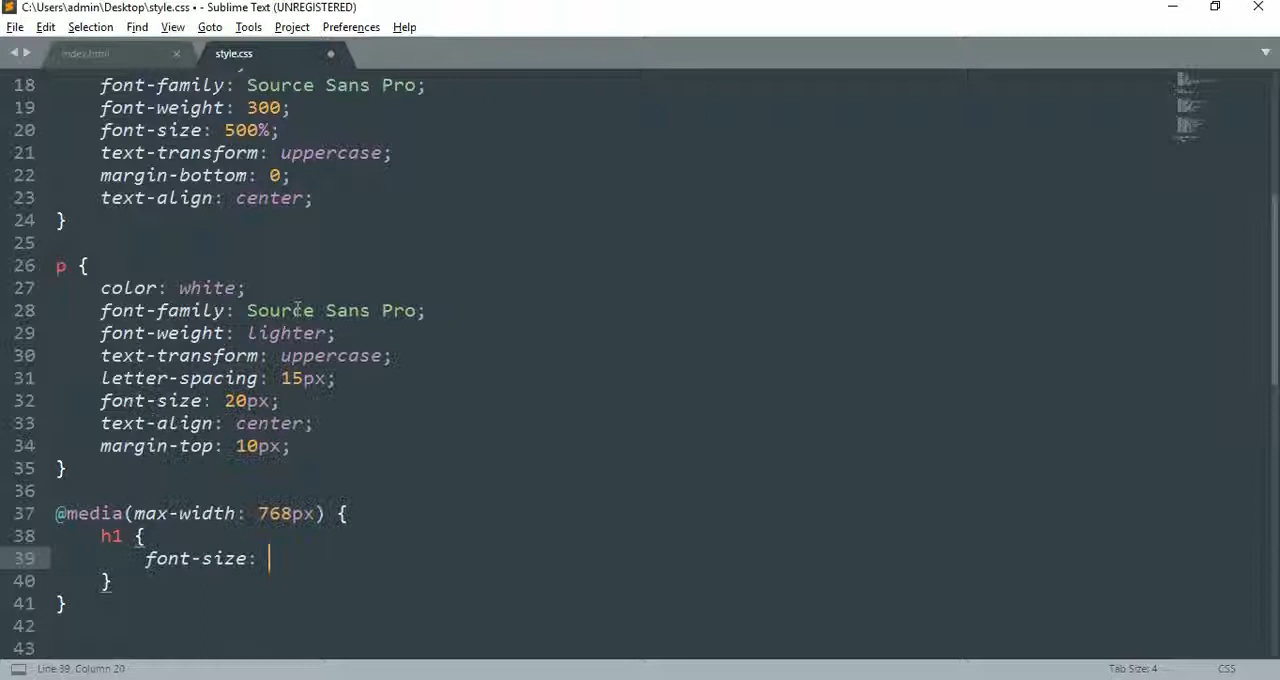 C:\Users\admin\Desktop\style.css • - Sublime Text (UNREGISTERED)
File Edit Selection Find View Goto Tools Project Preferences Help
index.html style.css
18 font-family: Source Sans Pro;
19 font-weight: 300;
20 font-size: 500%;
21 text-transform: uppercase;
22 margin-bottom: 0;
23 text-align: center;
24 }
25
26 p {
27 color: white;
28 font-family: Source Sans Pro;
29 font-weight: lighter;
30 text-transform: uppercase;
31 letter-spacing: 15px;
32 font-size: 20px;
33 text-align: center;
34 margin-top: 10px;
35 }
36
37 @media(max-width: 768px) {
38 h1 {
39 font-size:
40 }
41 }
42
43
Line 39, Column 20 Tab Size: 4 CSS